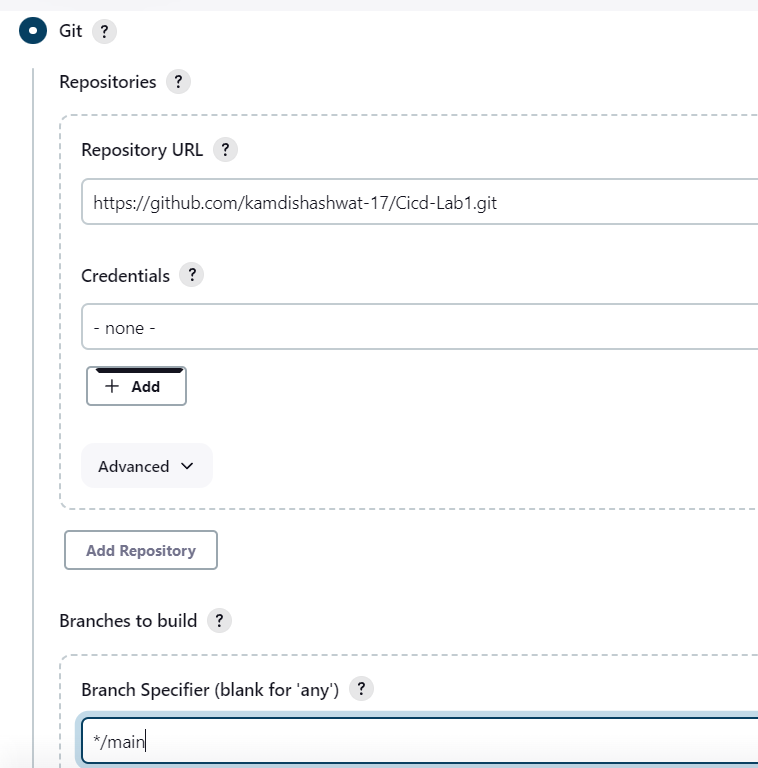 Git ?
Repositories ?
Repository URL ?
https://github.com/kamdishashwat-17/Cicd-Lab1.git
Credentials ?
- none -
+ Add
Advanced
Add Repository
Branches to build ?
Branch Specifier (blank for 'any') ?
*/main